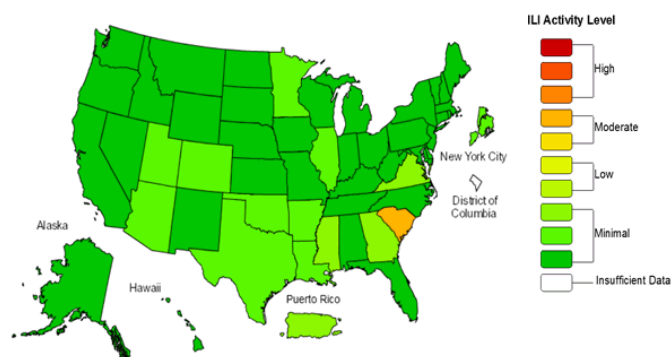 ILI Activity Level
High
Moderate
Low
Minimal
Insufficient Data
New York City
District of
Columbia
Alaska
Hawaii
Puerto Rico